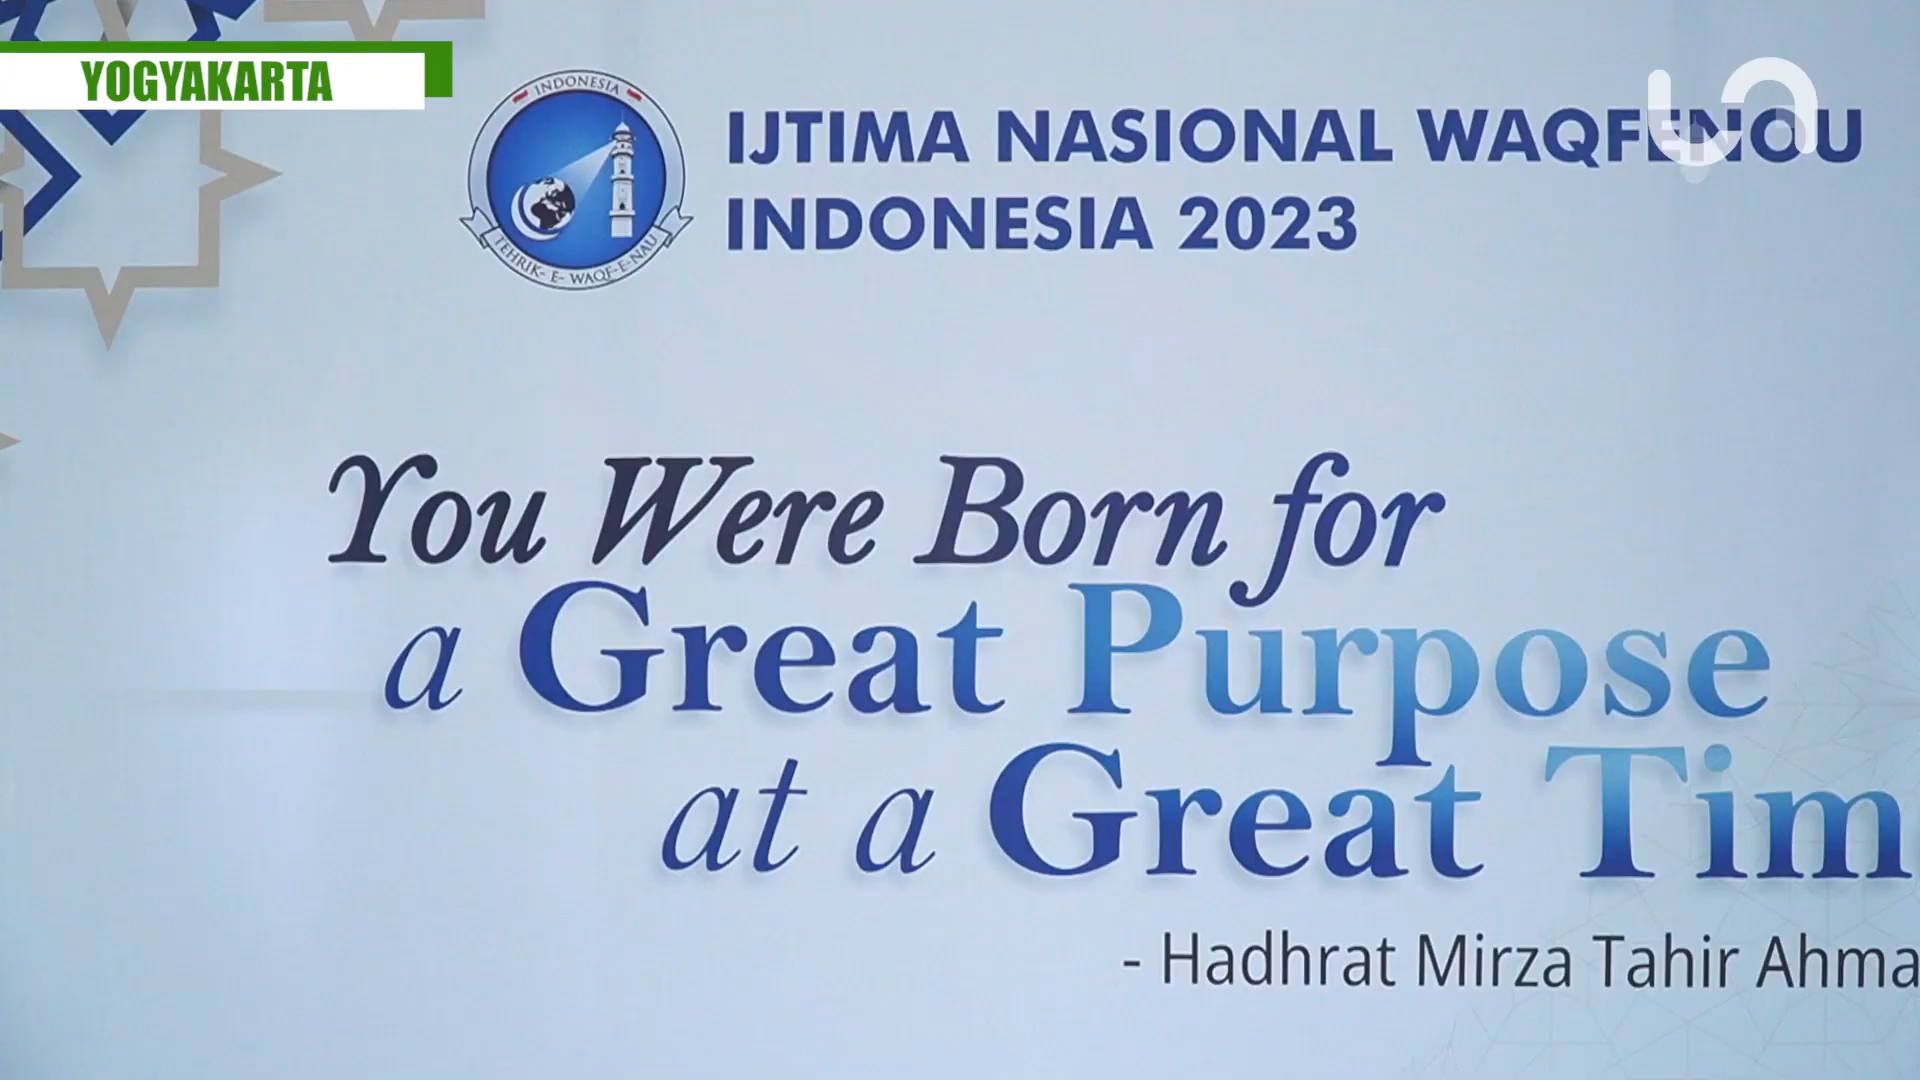 YOGYAKARTA
INDONESIA
TEHRIK- E- WAQF-E-NAU
IJTIMA NASIONAL WAQFENOU
INDONESIA 2023
You Were Born for
a Great Purpose
at a Great Tim
- Hadhrat Mirza Tahir Ahma